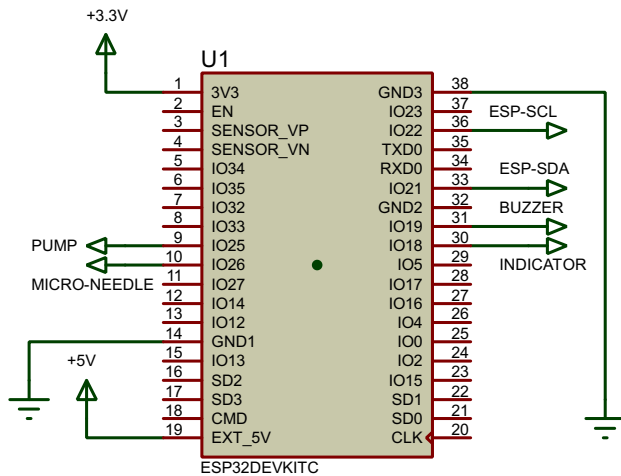 +3.3V
U1
1 3V3 GND3 38
2 EN IO23 37
ESP-SCL
3 SENSOR_VP IO22 36
4 SENSOR_VN TXD0 35
5 IO34 RXD0 34
ESP-SDA
6 IO35 IO21 33
7 IO32 GND2 32
BUZZER
8 IO33 IO19 31
PUMP 9 IO25 IO18 30
10 IO26 IO5 29
INDICATOR
MICRO-NEEDLE
11 IO27 IO17 28
12 IO14 IO16 27
13 IO12 IO4 26
14 GND1 IO0 25
+5V
15 IO13 IO2 24
16 SD2 IO15 23
17 SD3 SD1 22
18 CMD SD0 21
19 EXT_5V CLK 20
ESP32DEVKITC